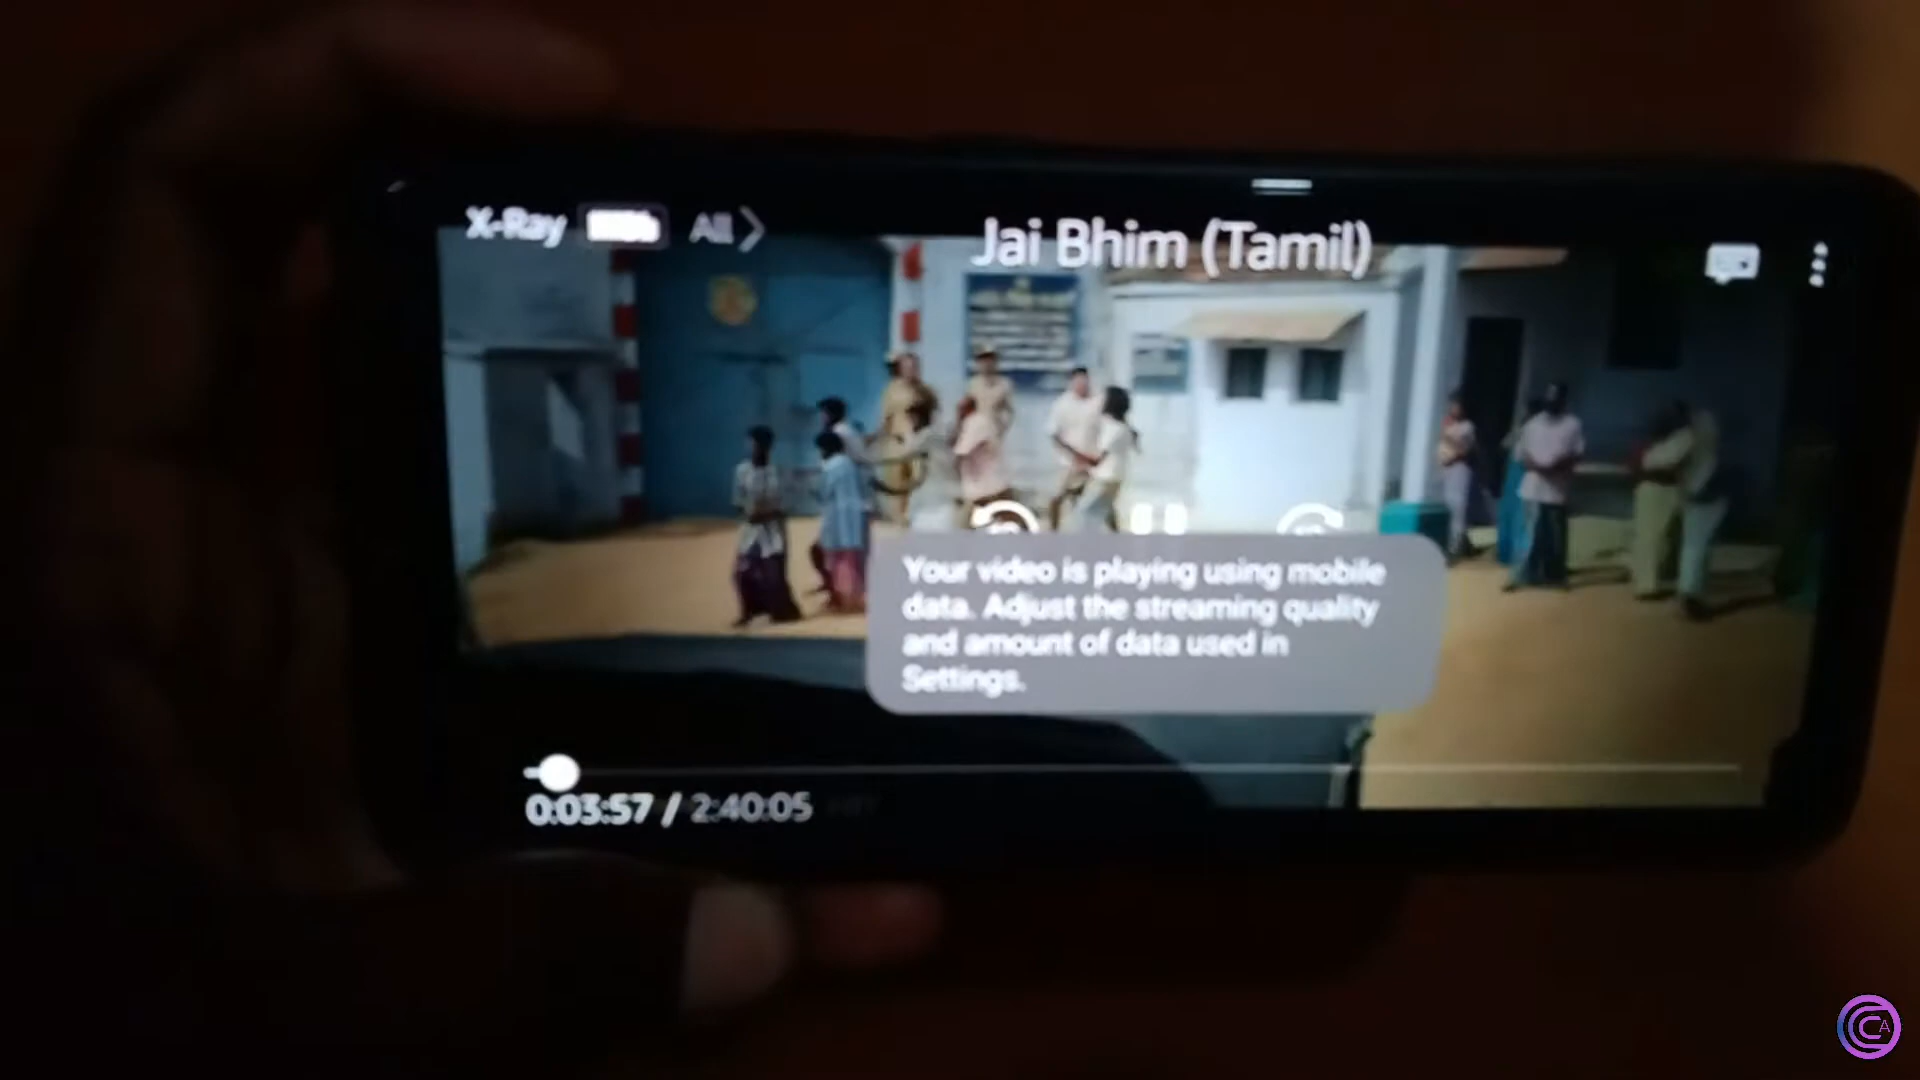 X-Ray
All
Jai Bhim (Tamil)
Your video is playing using mobile
data. Adjust the streaming quality
and amount of data used in
Settings.
0:03:57 / 2:40:05